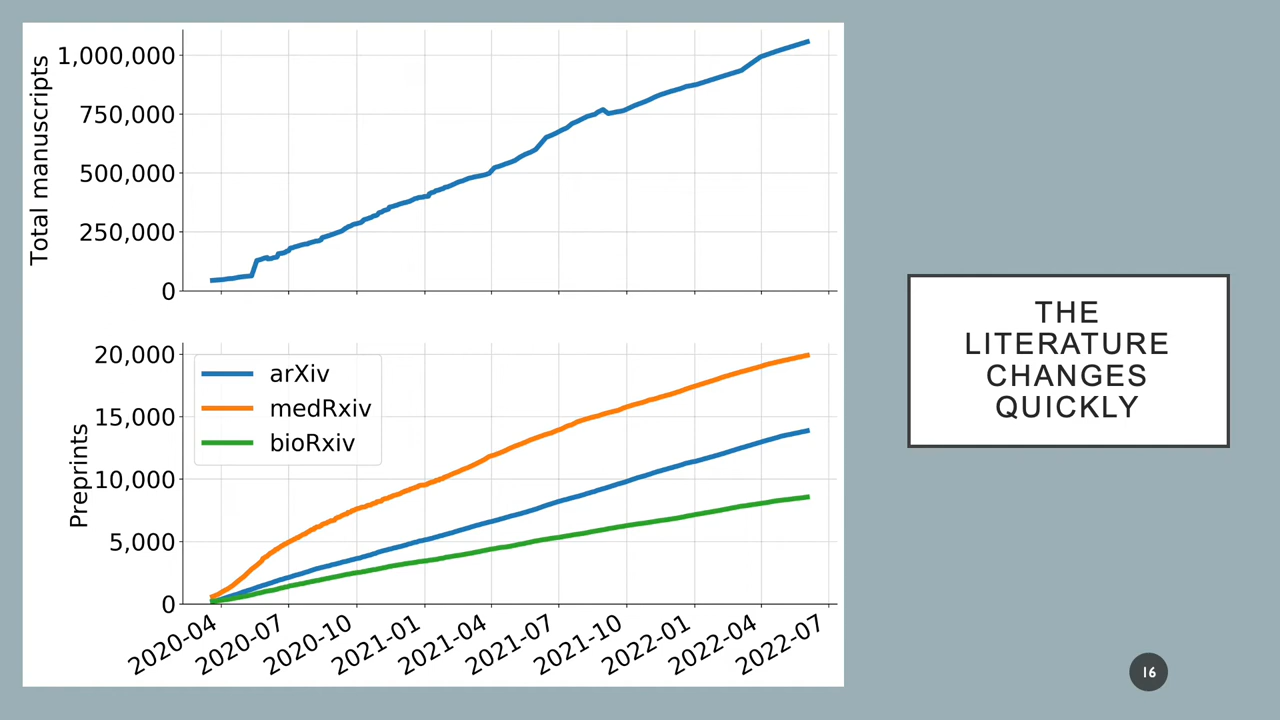 Total manuscripts
1,000,000
750,000
500,000
250,000
0
Preprints
20,000
15,000
10,000
5,000
0
arXiv
medRxiv
bioRxiv
2020-04
2020-07
2020-10
2021-01
2021-04
2021-07
2021-10
2022-01
2022-04
2022-07
THE
LITERATURE
CHANGES
QUICKLY
16